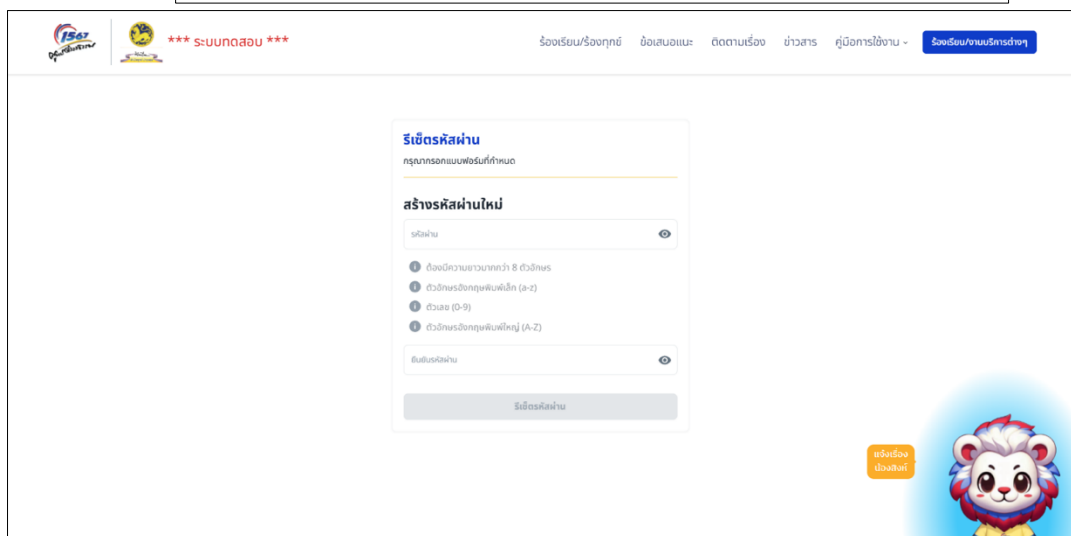 1567
*** ระบบทดสอบ ***
ร้องเรียน/ร้องทุกข์ ข้อเสนอแนะ ติดตามเรื่อง ข่าวสาร คู่มือการใช้งาน
ร้องเรียน/งานบริการต่างๆ
รีเซ็ตรหัสผ่าน
กรุณากรอกแบบฟอร์มที่กำหนด
สร้างรหัสผ่านใหม่
รหัสผ่าน
ต้องมีความยาวมากกว่า 8 ตัวอักษร
ตัวอักษรอังกฤษพิมพ์เล็ก (a-z)
ตัวเลข (0-9)
ตัวอักษรอังกฤษพิมพ์ใหญ่ (A-Z)
ยืนยันรหัสผ่าน
รีเซ็ตรหัสผ่าน
แจ้งเรื่อง
น้องสิงห์